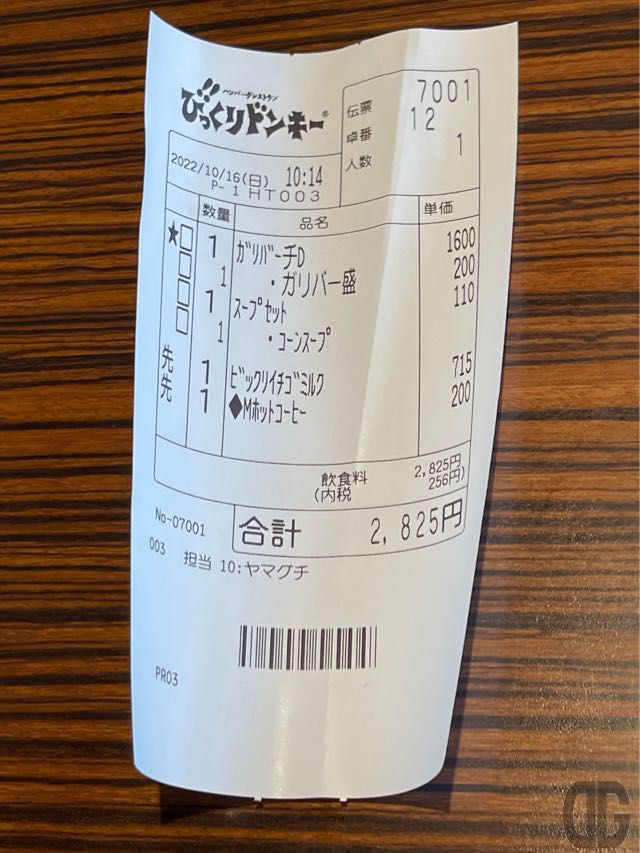 ハンバーグレストラン
びっくりドンキー®
伝票 7001
卓番 12
人数 1
2022/10/16(日) 10:14
P- 1 HT003
数量 品名 単価
★□ 1 ｶﾞﾘﾊﾞｰﾁD 1600
□ 1 ・ガリバー盛 200
□ 1 ｽｰﾌﾟｾｯﾄ 110
□ 1 ・ｺｰﾝｽｰﾌﾟ
先 1 ﾋﾞｯｸﾘｲﾁｺﾞﾐﾙｸ 715
先 1 ◆Mﾎｯﾄｺｰﾋｰ 200
飲食料 2,825円
(内税 256円)
合計 2,825円
No-07001
003 担当 10:ヤマグチ
PR03
DG